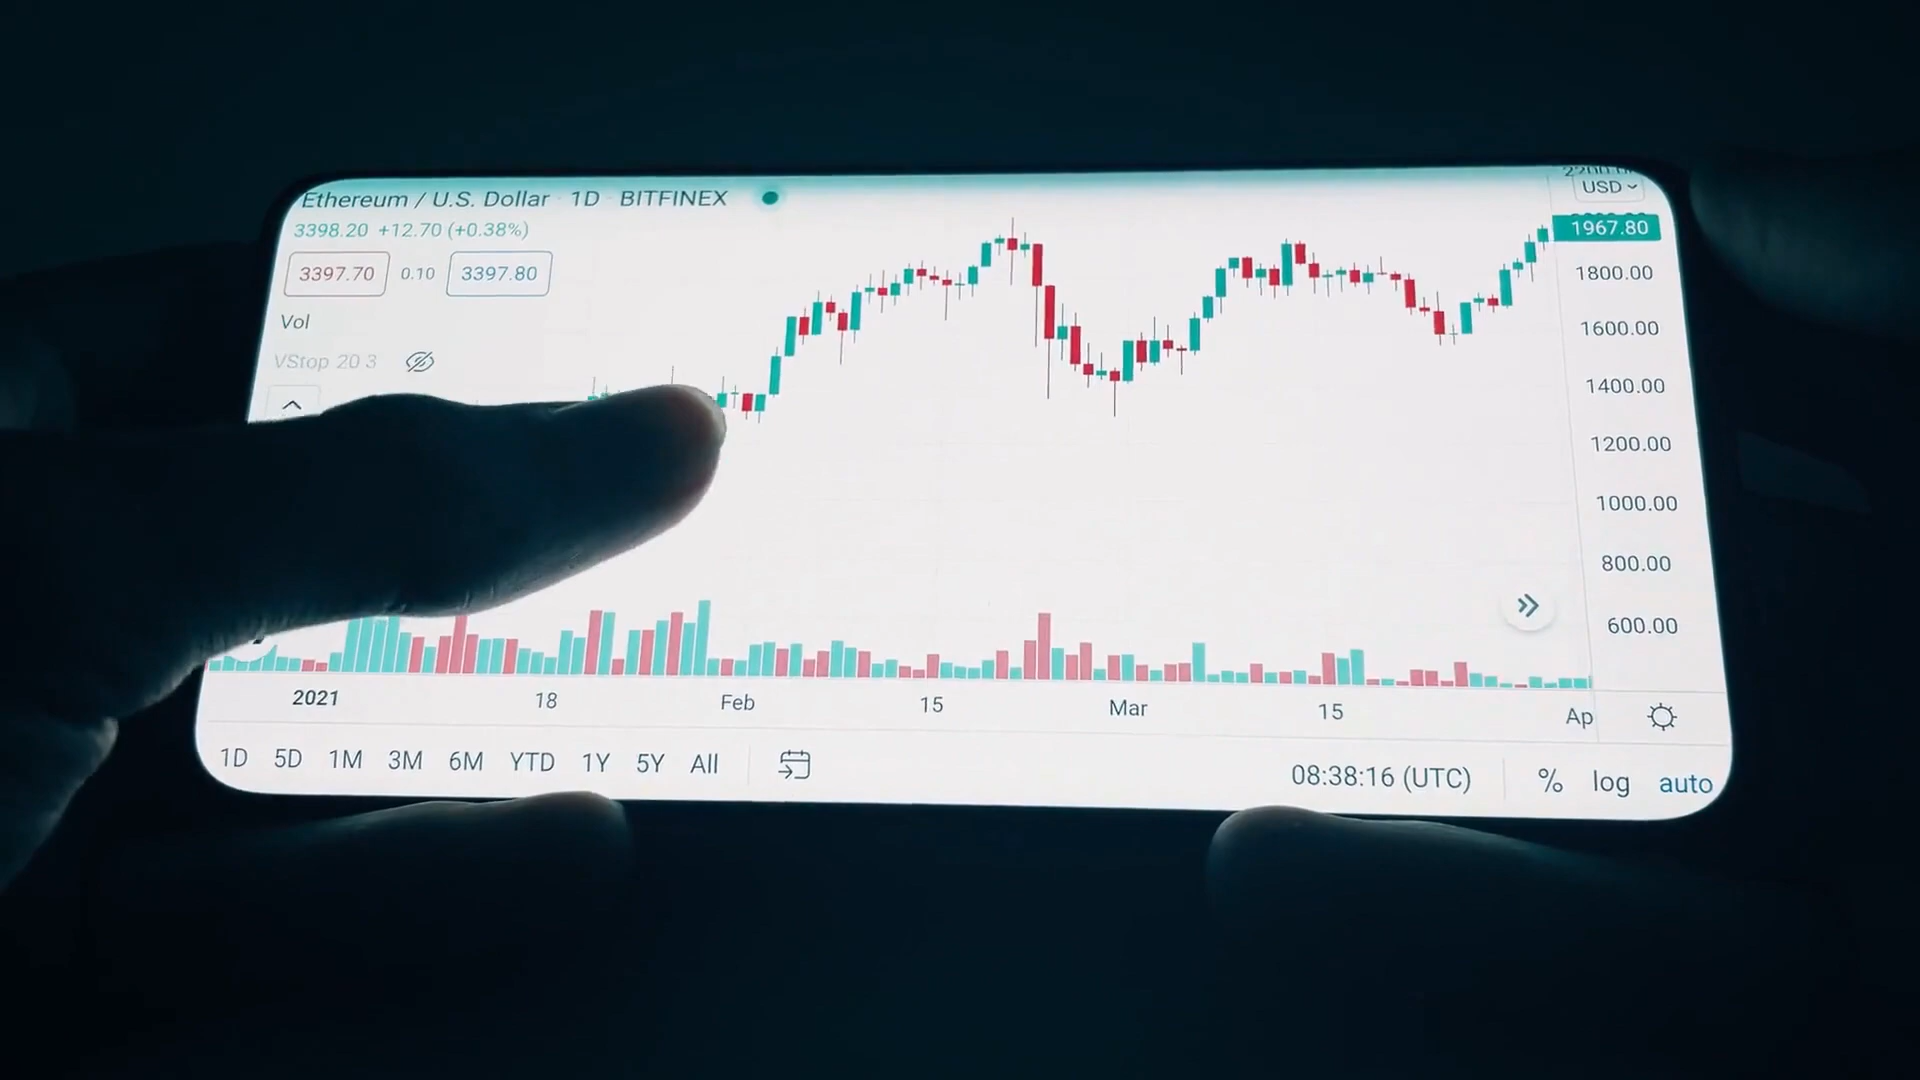 Ethereum / U.S. Dollar · 1D · BITFINEX
3398.20 +12.70 (+0.38%)
3397.70 0.10 3397.80
Vol
VStop 20 3
USD
1967.80
1800.00
1600.00
1400.00
1200.00
1000.00
800.00
600.00
2021 18 Feb 15 Mar 15 Ap
1D 5D 1M 3M 6M YTD 1Y 5Y All
08:38:16 (UTC) % log auto